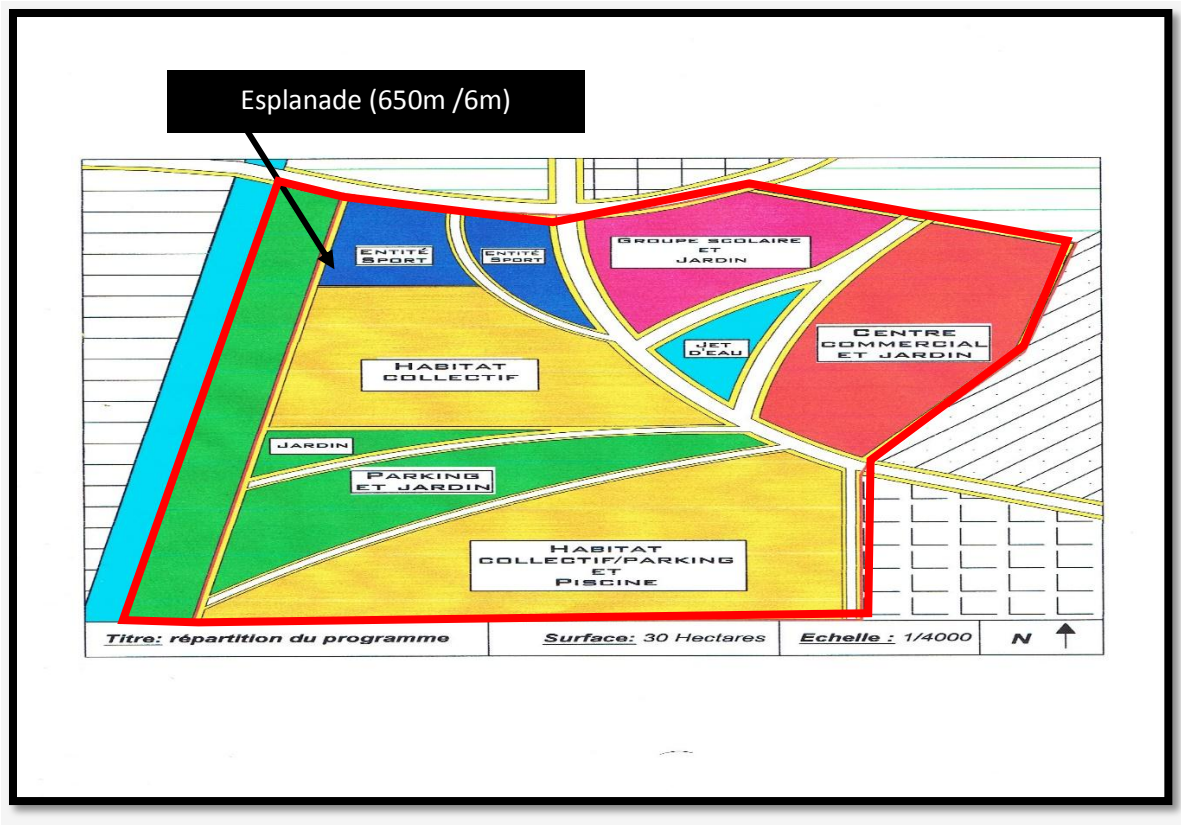 Esplanade (650m /6m)
ENTITÉ
SPORT
ENTITÉ
SPORT
GROUPE SCOLAIRE
ET
JARDIN
CENTRE
COMMERCIAL
ET JARDIN
JET
D'EAU
HABITAT
COLLECTIF
JARDIN
PARKING
ET JARDIN
HABITAT
COLLECTIF/PARKING
ET
PISCINE
Titre: répartition du programme
Surface: 30 Hectares
Echelle : 1/4000
N